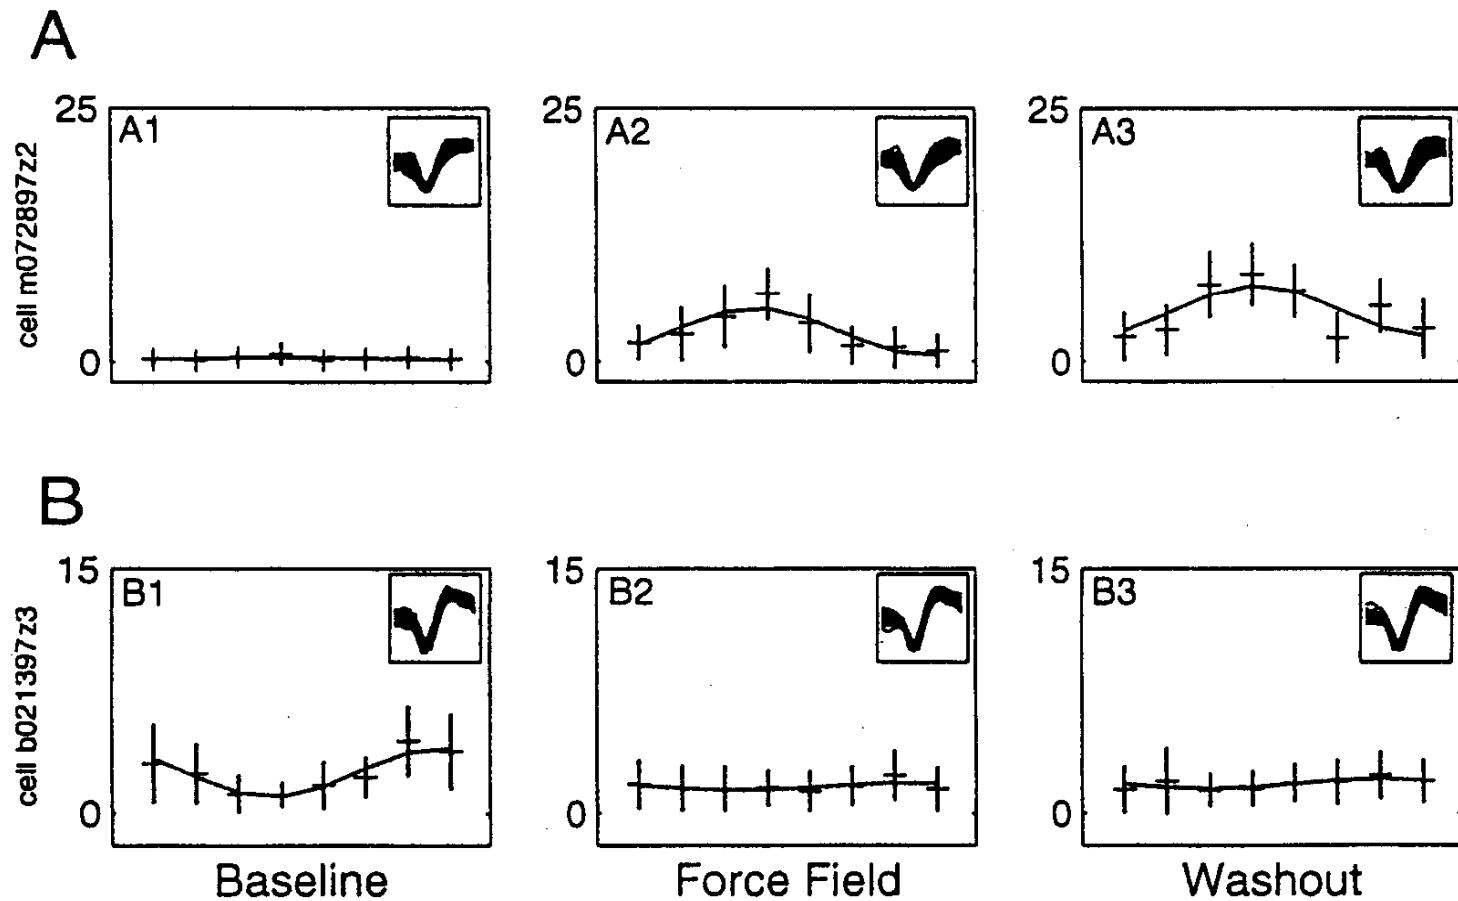 A
cell m072897z2
25
0
A1
25
0
A2
25
0
A3
B
cell b021397z3
15
0
B1
15
0
B2
15
0
B3
Baseline
Force Field
Washout